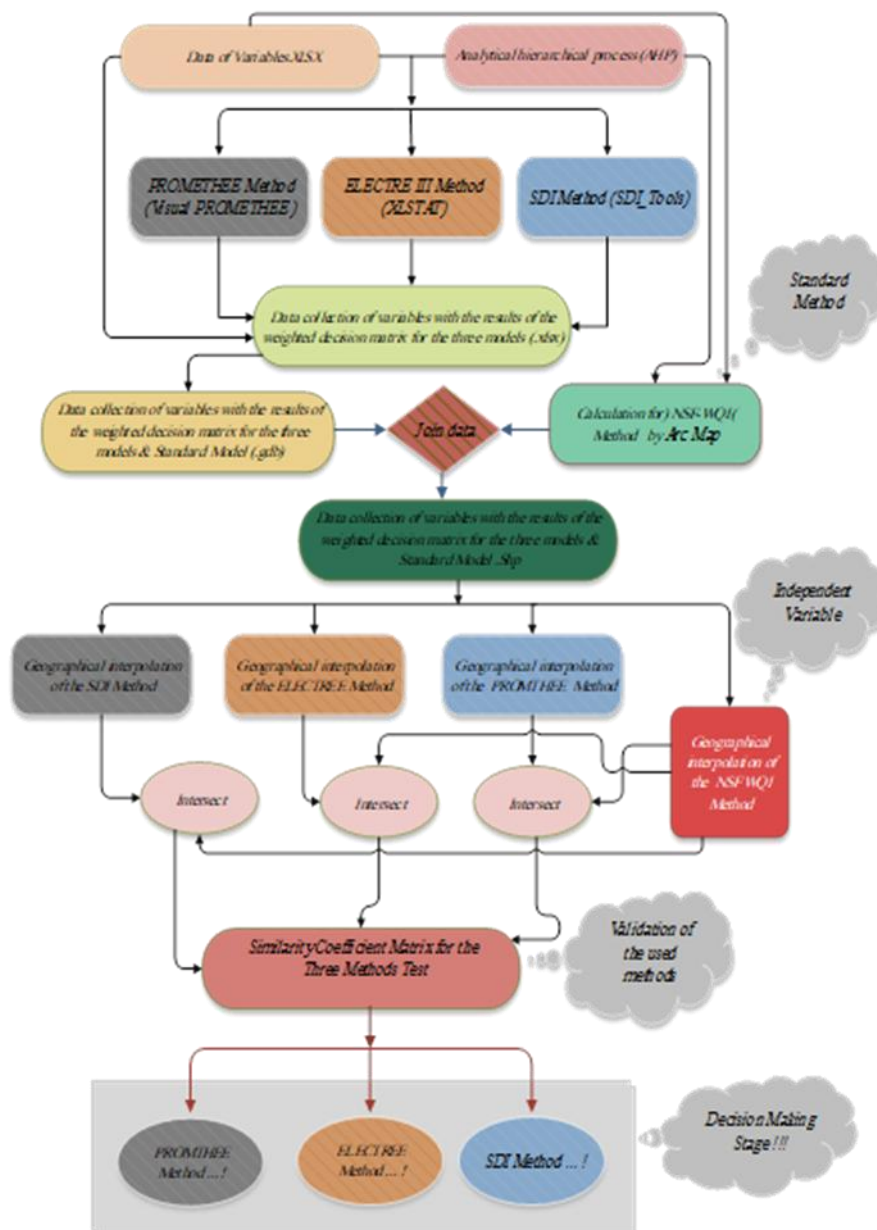 Data of Variables.XLSX
Analytical hierarchical process (AHP)
PROMETHEE Method
(Visual PROMETHEE )
ELECTRE III Method
(XLSTAT)
SDI Method (SDI_Tools)
Standard
Method
Data collection of variables with the results of the
weighted decision matrix for the three models (.xlsx)
Data collection of variables with the results of
the weighted decision matrix for the three
models & Standard Model (.gdb)
Join data
Calculation for) NSF-WQI(
Method by Arc Map
Data collection of variables with the results of the
weighted decision matrix for the three models &
Standard Model .Shp
Independent
Variable
Geographical interpolation
of the SDI Method
Geographical interpolation
of the ELECTREE Method
Geographical interpolation
of the PROMTHEE Method
Geographical
interpolation of
the NSFWQI
Method
Intersect
Intersect
Intersect
Similarity Coefficient Matrix for the
Three Methods Test
Validation of
the used
methods
Decision Making
Stage !!!
PROMTHEE
Method ... !
ELECTREE
Method ... !
SDI Method ... !